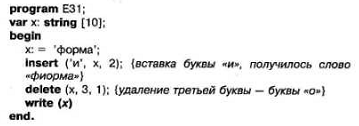 program E31;
var x: string [10];
begin
x: = 'форма';
insert ('и', x, 2); {вставка буквы «и», получилось слово
«фиорма»}
delete (x, 3, 1); {удаление третьей буквы — буквы «о»}
write (x)
end.